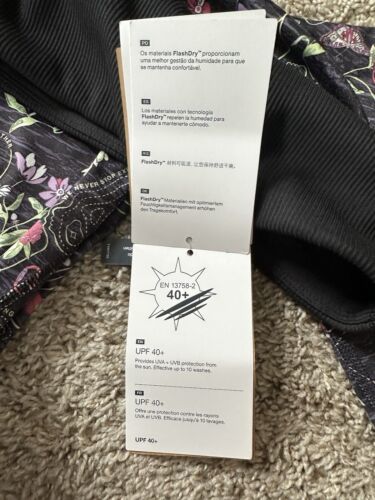 PO
Os materiais FlashDry™ proporcionam
uma melhor gestão da humidade para que
se mantenha confortável.
ES
Los materiales con tecnología
FlashDry™ repelen la humedad para
ayudar a mantenerte cómodo.
FlashDry™ 材料可吸湿, 让您保持舒适干爽。
DE
FlashDry™ Materialien mit optimiertem
Feuchtigkeitsmanagement erhöhen
den Tragekomfort.
NEVER STOP
EN 13758-2
40+
EN
UPF 40+
Provides UVA + UVB protection from
the sun. Effective up to 10 washes.
FR
UPF 40+
Offre une protection contre les rayons
UVA et UVB. Efficace jusqu'à 10 lavages.
UPF 40+